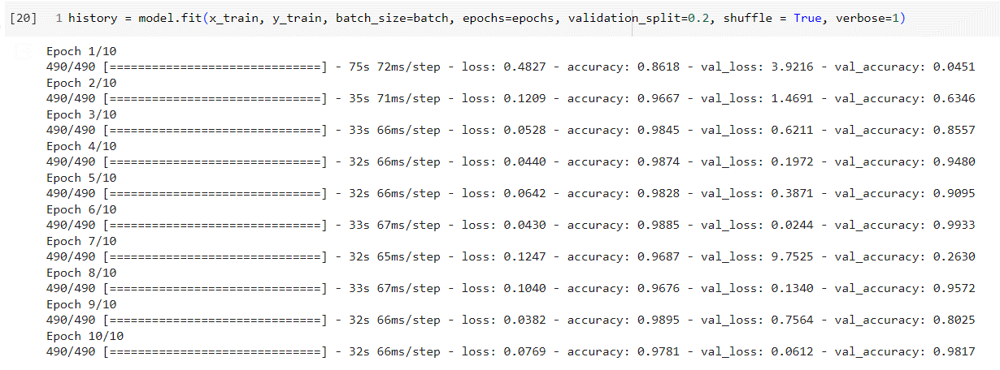 [20] 1 history = model.fit(x_train, y_train, batch_size=batch, epochs=epochs, validation_split=0.2, shuffle = True, verbose=1)
Epoch 1/10
490/490 [==============================] - 75s 72ms/step - loss: 0.4827 - accuracy: 0.8618 - val_loss: 3.9216 - val_accuracy: 0.0451
Epoch 2/10
490/490 [==============================] - 35s 71ms/step - loss: 0.1209 - accuracy: 0.9667 - val_loss: 1.4691 - val_accuracy: 0.6346
Epoch 3/10
490/490 [==============================] - 33s 66ms/step - loss: 0.0528 - accuracy: 0.9845 - val_loss: 0.6211 - val_accuracy: 0.8557
Epoch 4/10
490/490 [==============================] - 32s 66ms/step - loss: 0.0440 - accuracy: 0.9874 - val_loss: 0.1972 - val_accuracy: 0.9480
Epoch 5/10
490/490 [==============================] - 32s 66ms/step - loss: 0.0642 - accuracy: 0.9828 - val_loss: 0.3871 - val_accuracy: 0.9095
Epoch 6/10
490/490 [==============================] - 33s 67ms/step - loss: 0.0430 - accuracy: 0.9885 - val_loss: 0.0244 - val_accuracy: 0.9933
Epoch 7/10
490/490 [==============================] - 32s 65ms/step - loss: 0.1247 - accuracy: 0.9687 - val_loss: 9.7525 - val_accuracy: 0.2630
Epoch 8/10
490/490 [==============================] - 33s 67ms/step - loss: 0.1040 - accuracy: 0.9676 - val_loss: 0.1340 - val_accuracy: 0.9572
Epoch 9/10
490/490 [==============================] - 32s 66ms/step - loss: 0.0382 - accuracy: 0.9895 - val_loss: 0.7564 - val_accuracy: 0.8025
Epoch 10/10
490/490 [==============================] - 32s 66ms/step - loss: 0.0769 - accuracy: 0.9781 - val_loss: 0.0612 - val_accuracy: 0.9817